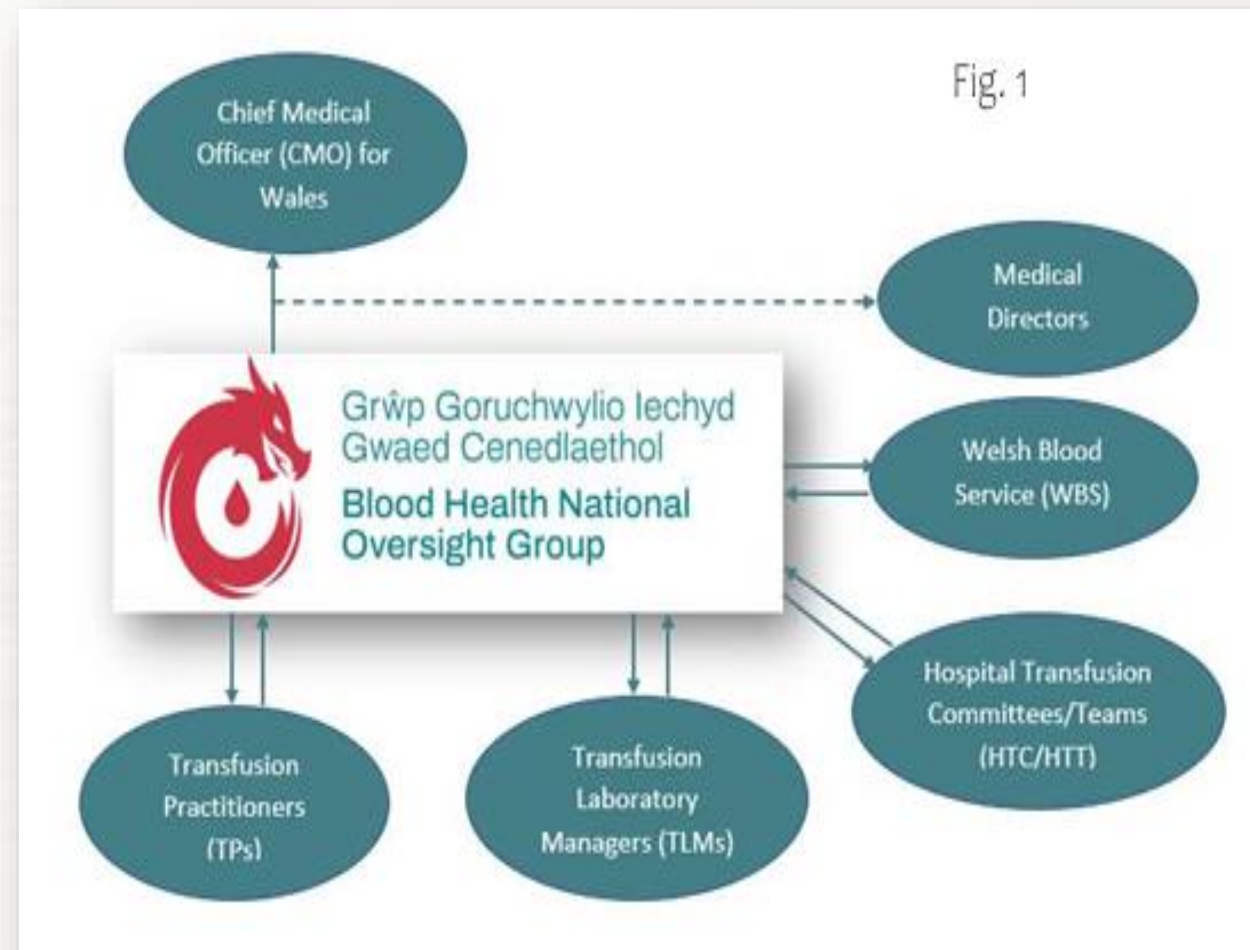 Fig. 1
Chief Medical
Officer (CMO) for
Wales
Medical
Directors
Grŵp Goruchwylio Iechyd
Gwaed Cenedlaethol
Blood Health National
Oversight Group
Welsh Blood
Service (WBS)
Hospital Transfusion
Committees/Teams
(HTC/HTT)
Transfusion
Practitioners
(TPs)
Transfusion
Laboratory
Managers (TLMs)